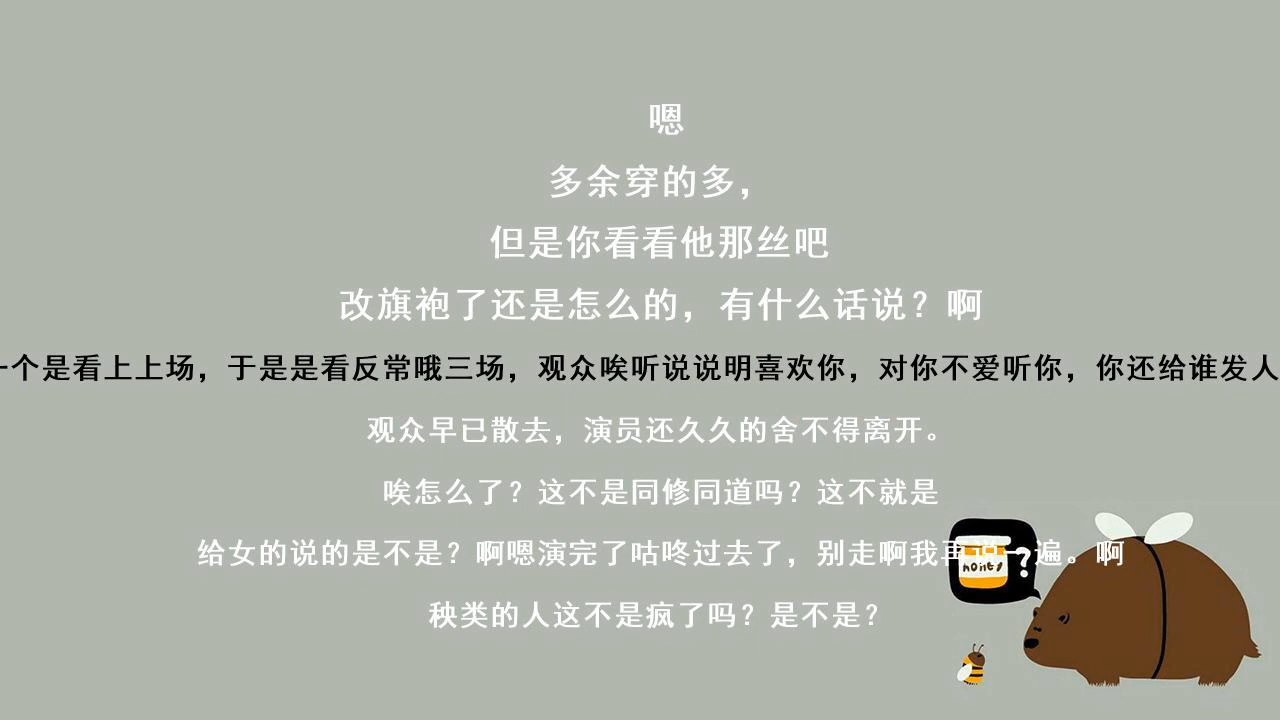 嗯
多余穿的多，
但是你看看他那丝吧
改旗袍了还是怎么的，有什么话说？啊
一个是看上上场，于是是看反常哦三场，观众唉听说说明喜欢你，对你不爱听你，你还给谁发人
观众早已散去，演员还久久的舍不得离开。
唉怎么了？这不是同修同道吗？这不就是
给女的说的是不是？啊嗯演完了咕咚过去了，别走啊我再说一遍。啊
秧类的人这不是疯了吗？是不是？
?